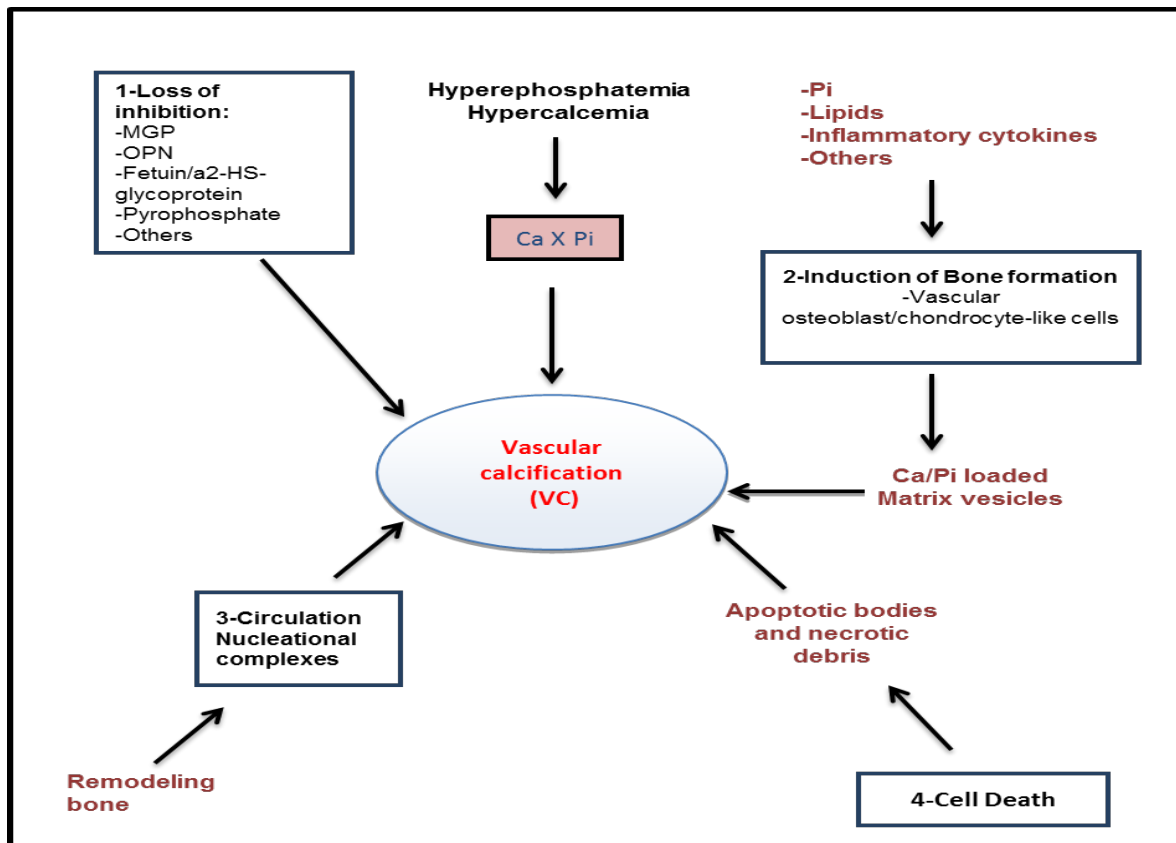 1-Loss of
inhibition:
-MGP
-OPN
-Fetuin/a2-HS-
glycoprotein
-Pyrophosphate
-Others
Hyperephosphatemia
Hypercalcemia
Ca X Pi
-Pi
-Lipids
-Inflammatory cytokines
-Others
2-Induction of Bone formation
-Vascular
osteoblast/chondrocyte-like cells
Vascular
calcification
(VC)
Ca/Pi loaded
Matrix vesicles
3-Circulation
Nucleational
complexes
Apoptotic bodies
and necrotic
debris
Remodeling
bone
4-Cell Death